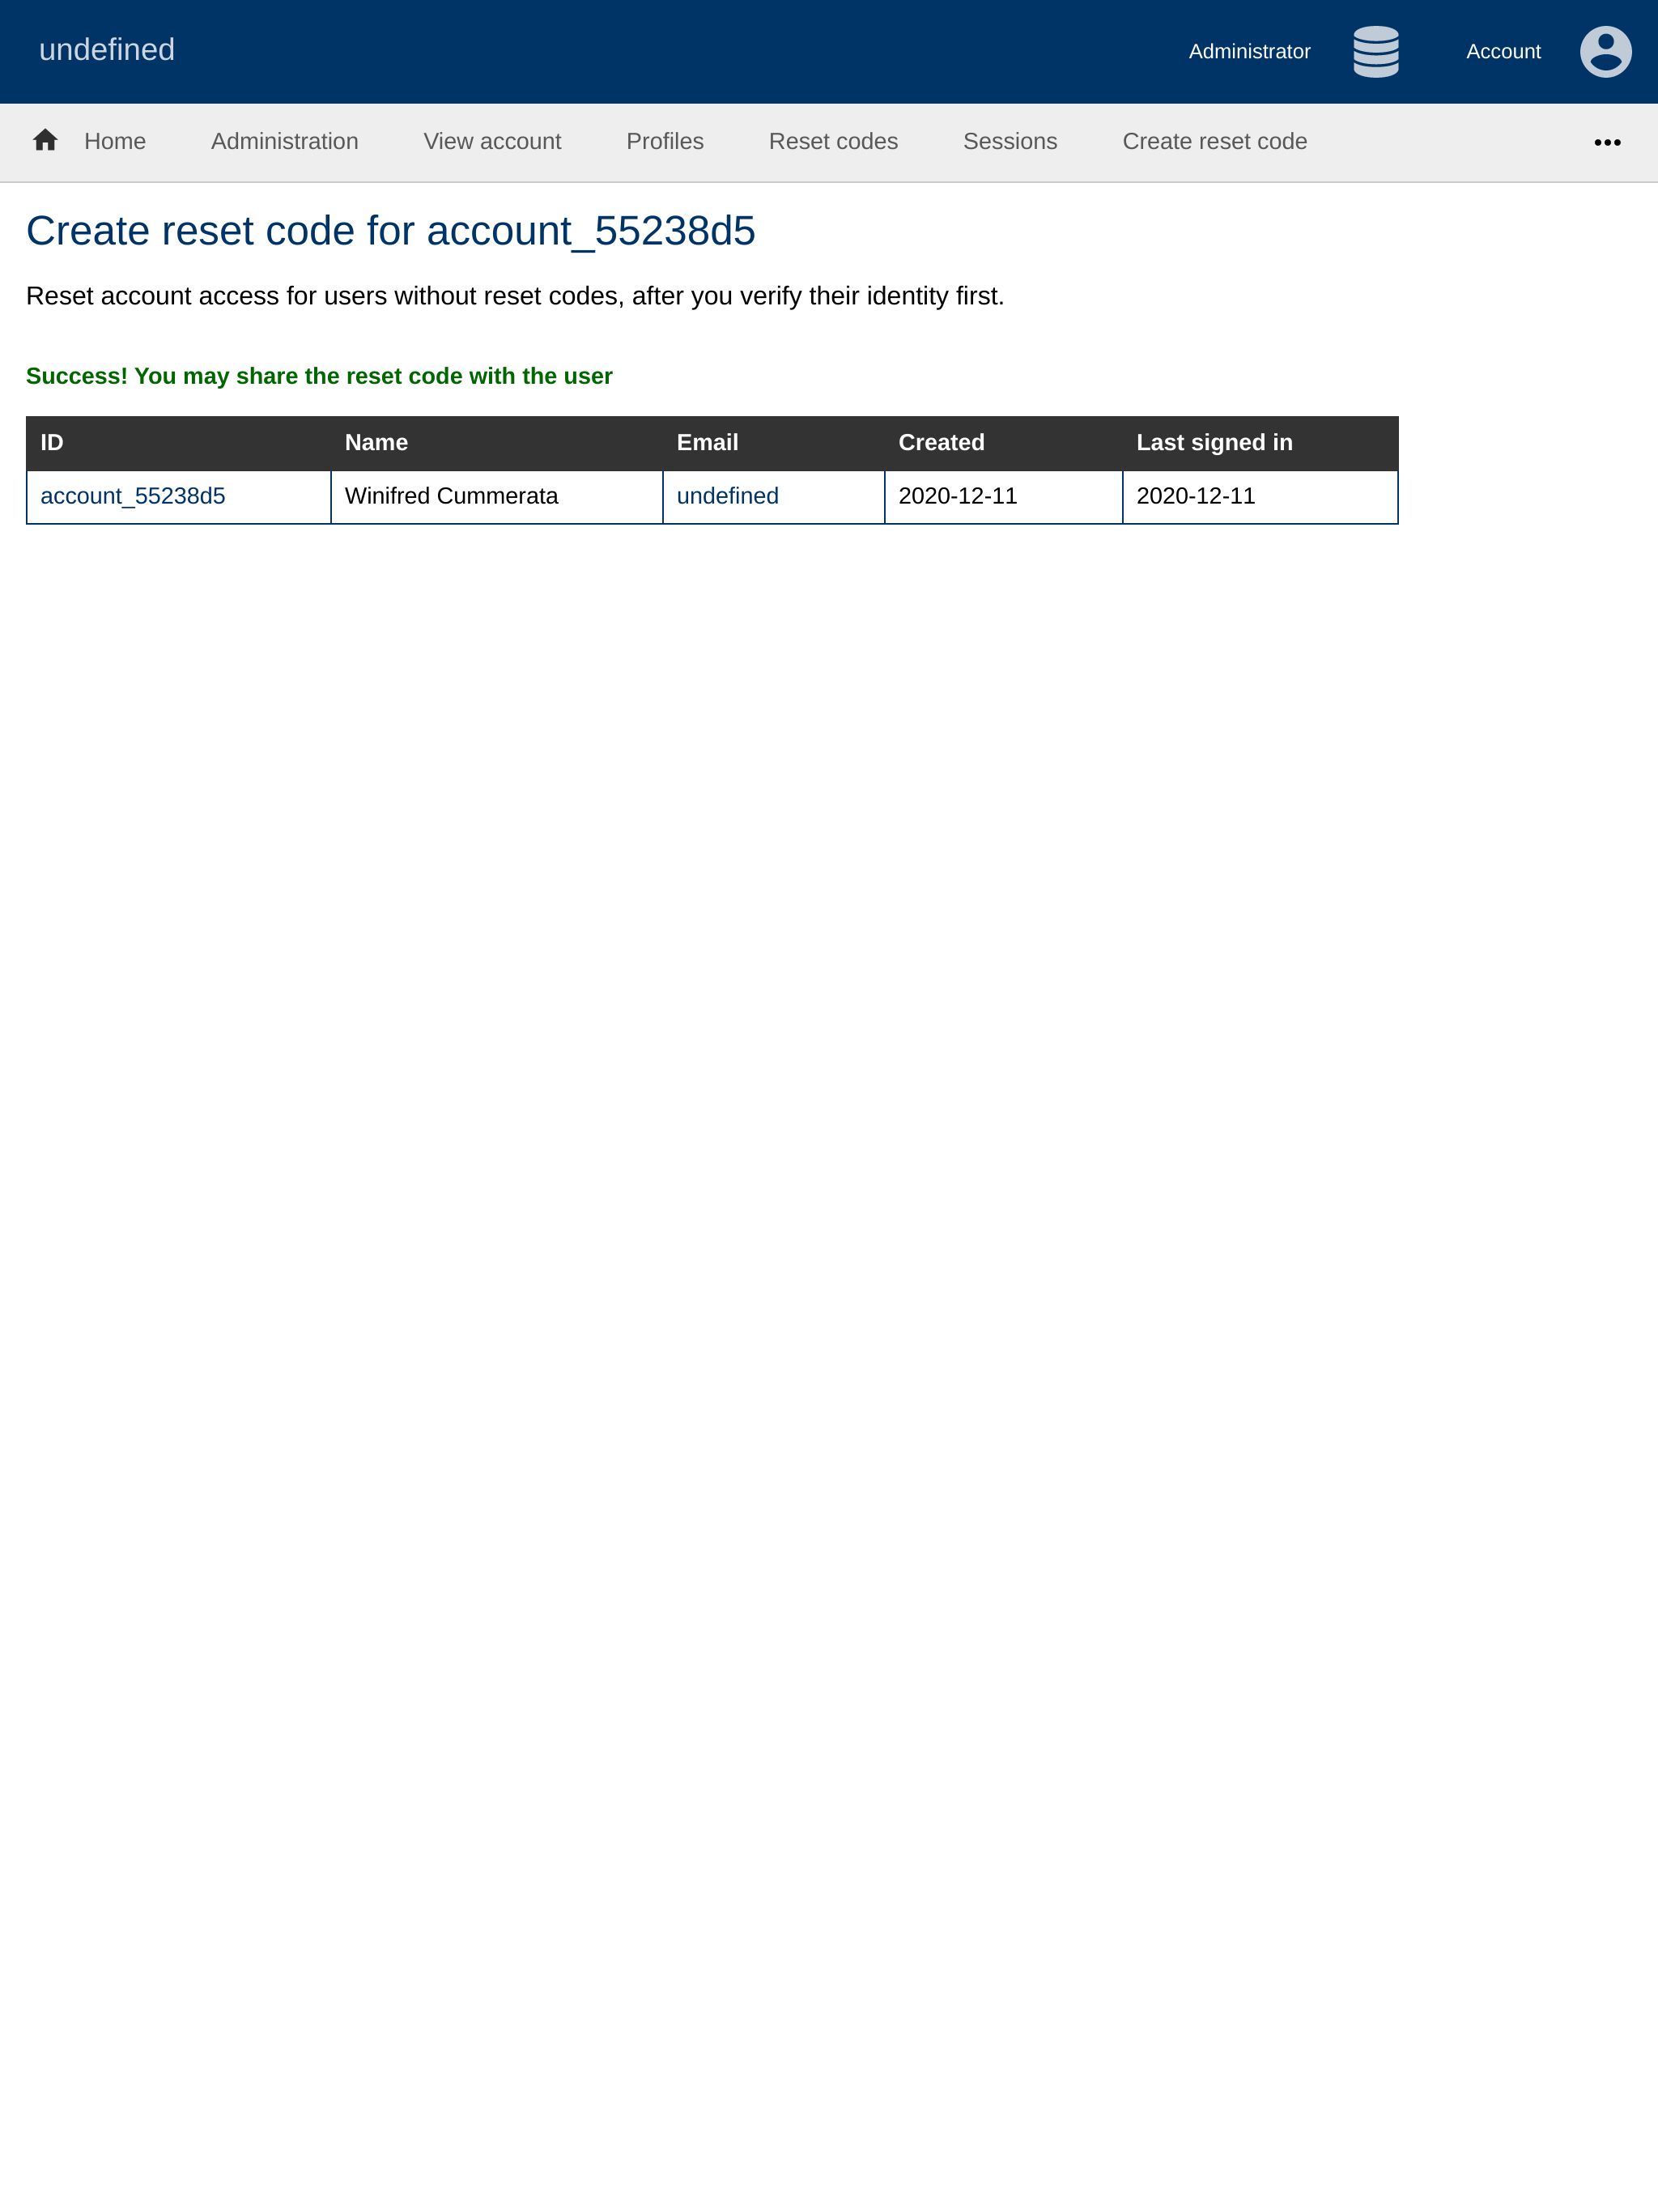 undefined
Administrator
Account
Home Administration View account Profiles Reset codes Sessions Create reset code
Create reset code for account_55238d5
Reset account access for users without reset codes, after you verify their identity first.
Success! You may share the reset code with the user
ID Name Email Created Last signed in
account_55238d5 Winifred Cummerata undefined 2020-12-11 2020-12-11